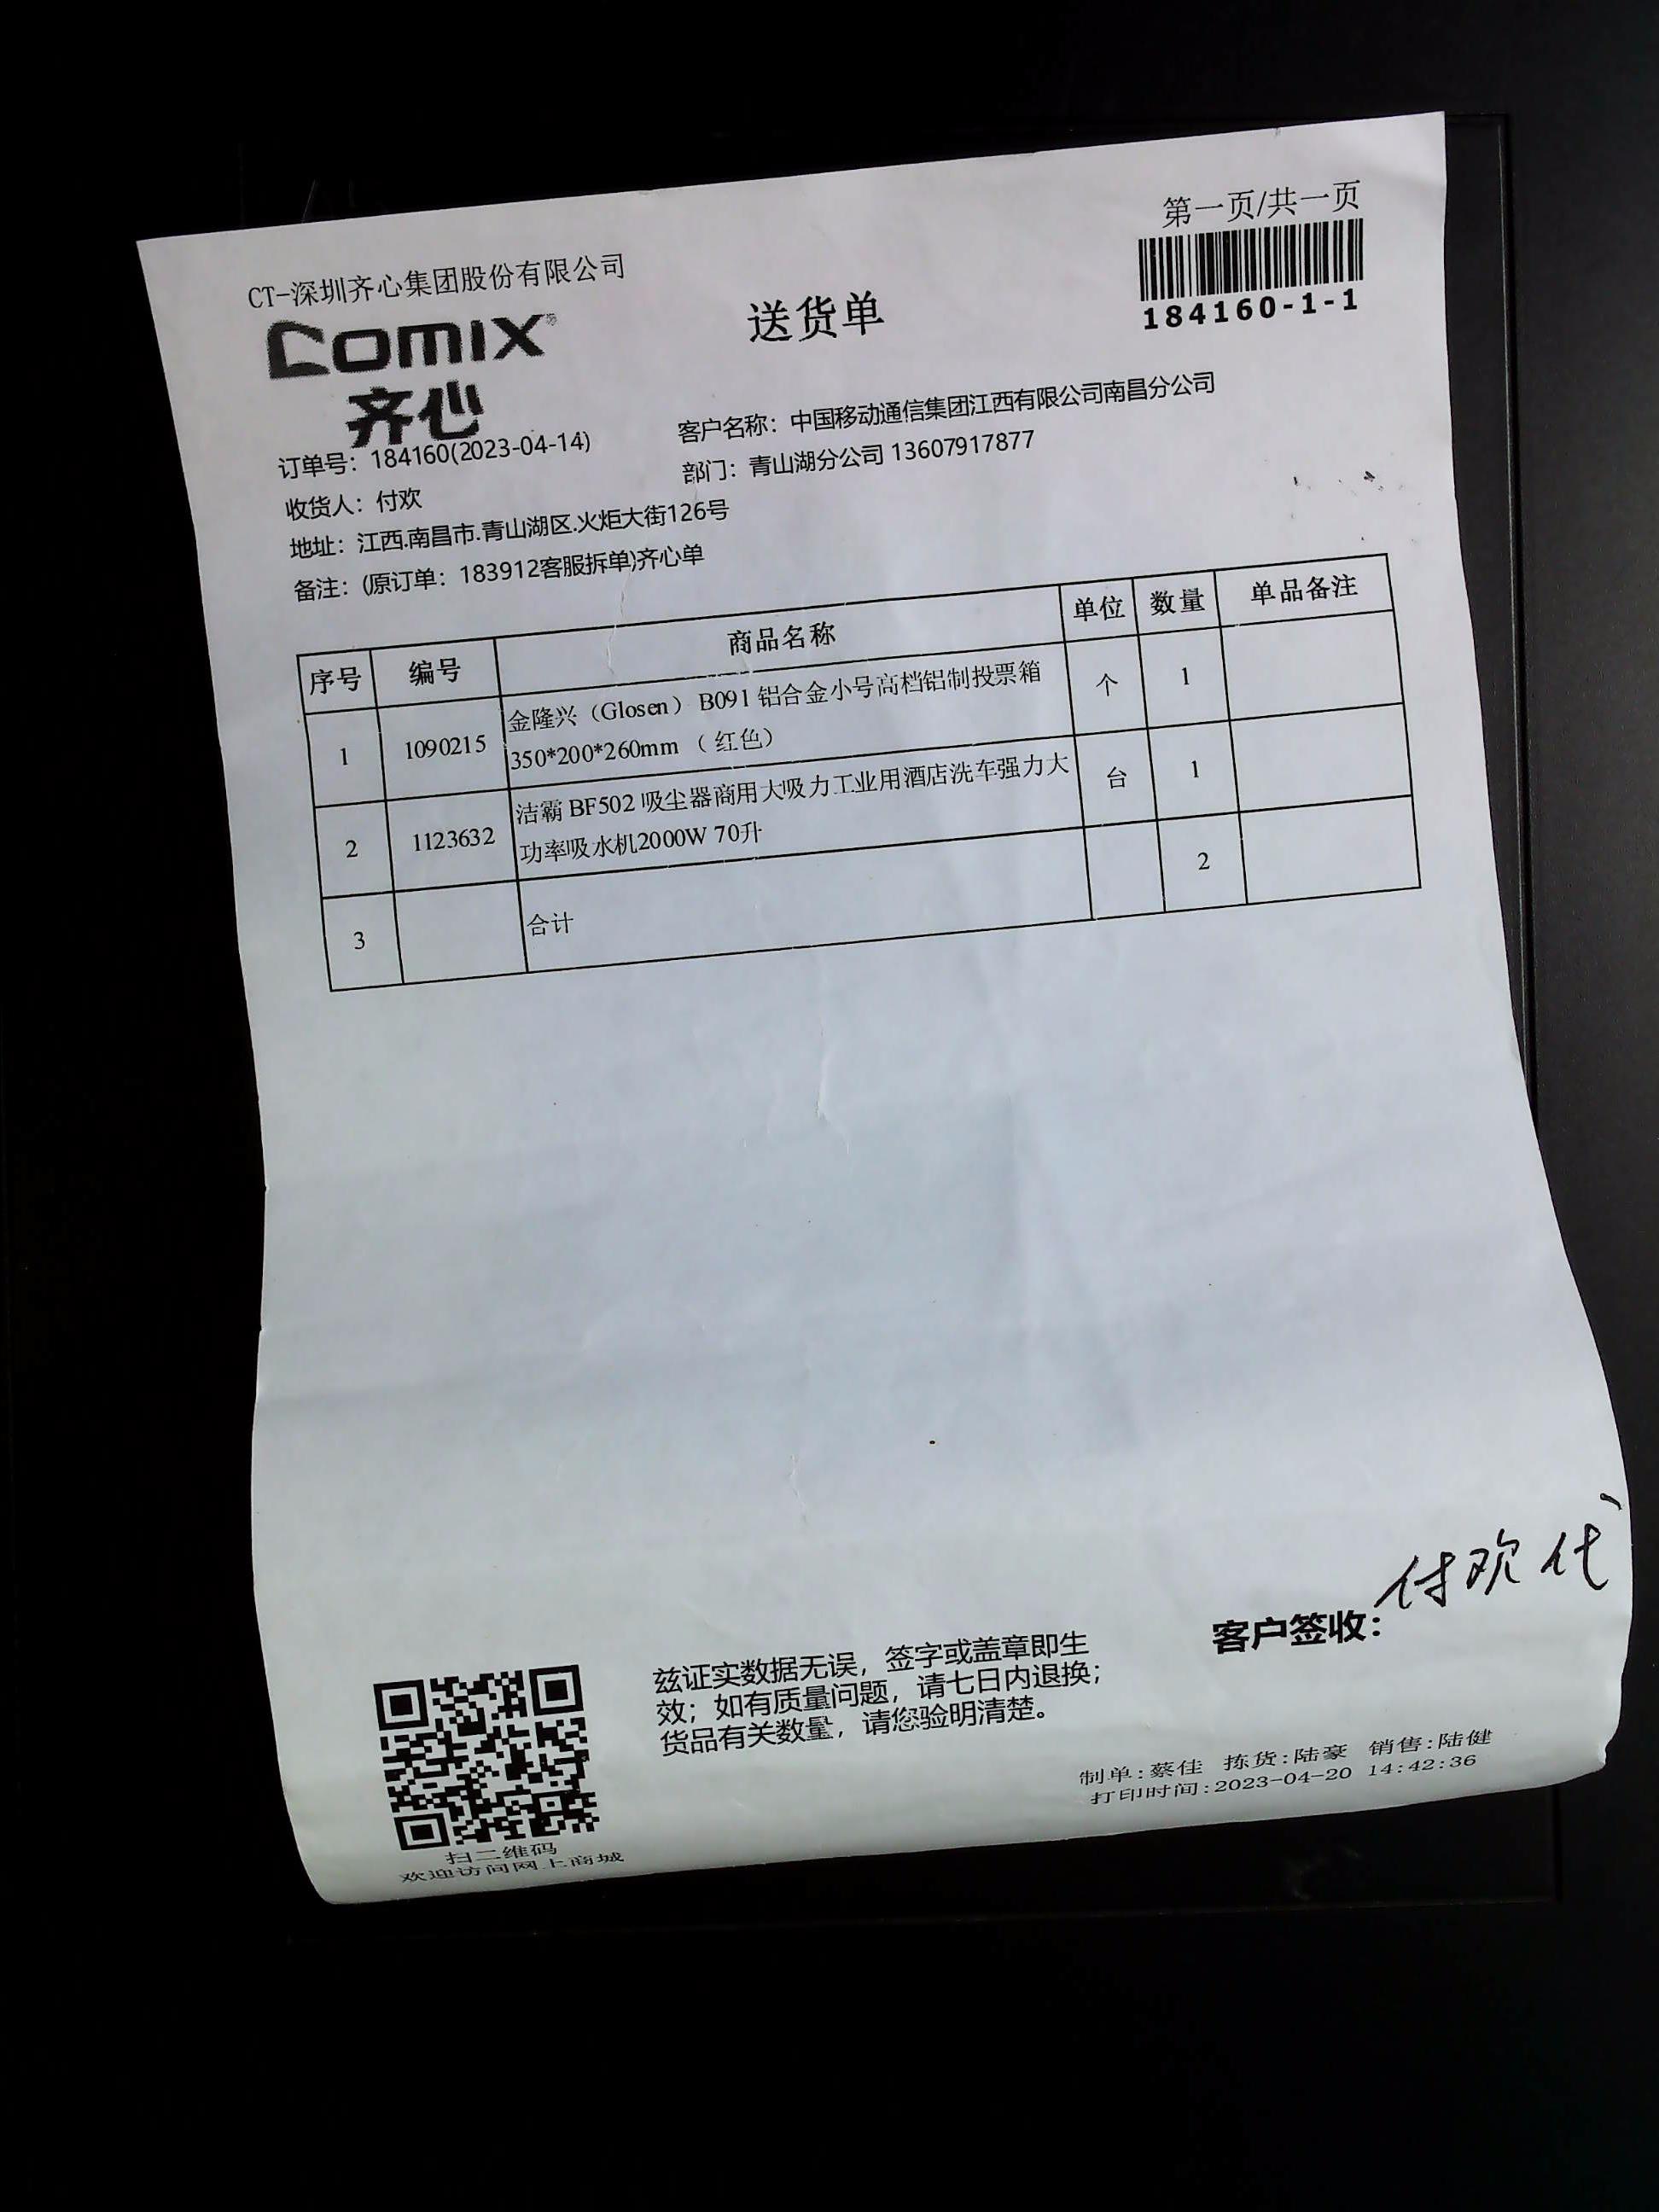 第一页/共一页
CT-深圳齐心集团股份有限公司
COMIX®
齐心
送货单
184160-1-1
订单号：184160(2023-04-14)
客户名称：中国移动通信集团江西有限公司南昌分公司
收货人：付欢
部门：青山湖分公司 13607917877
地址：江西.南昌市.青山湖区.火炬大街126号
备注：(原订单：183912客服拆单)齐心单
序号 编号 商品名称 单位 数量 单品备注
1 1090215 金隆兴（Glosen）B091 铝合金小号高档铝制投票箱 个 1
350*200*260mm （红色）
2 1123632 洁霸 BF502 吸尘器商用大吸力工业用酒店洗车强力大 台 1
功率吸水机2000W 70升
3 合计 2
付欢代
客户签收：
兹证实数据无误，签字或盖章即生
效；如有质量问题，请七日内退换；
货品有关数量，请您验明清楚。
制单:蔡佳 拣货:陆豪 销售:陆健
打印时间:2023-04-20 14:42:36
扫二维码
欢迎访问网上商城